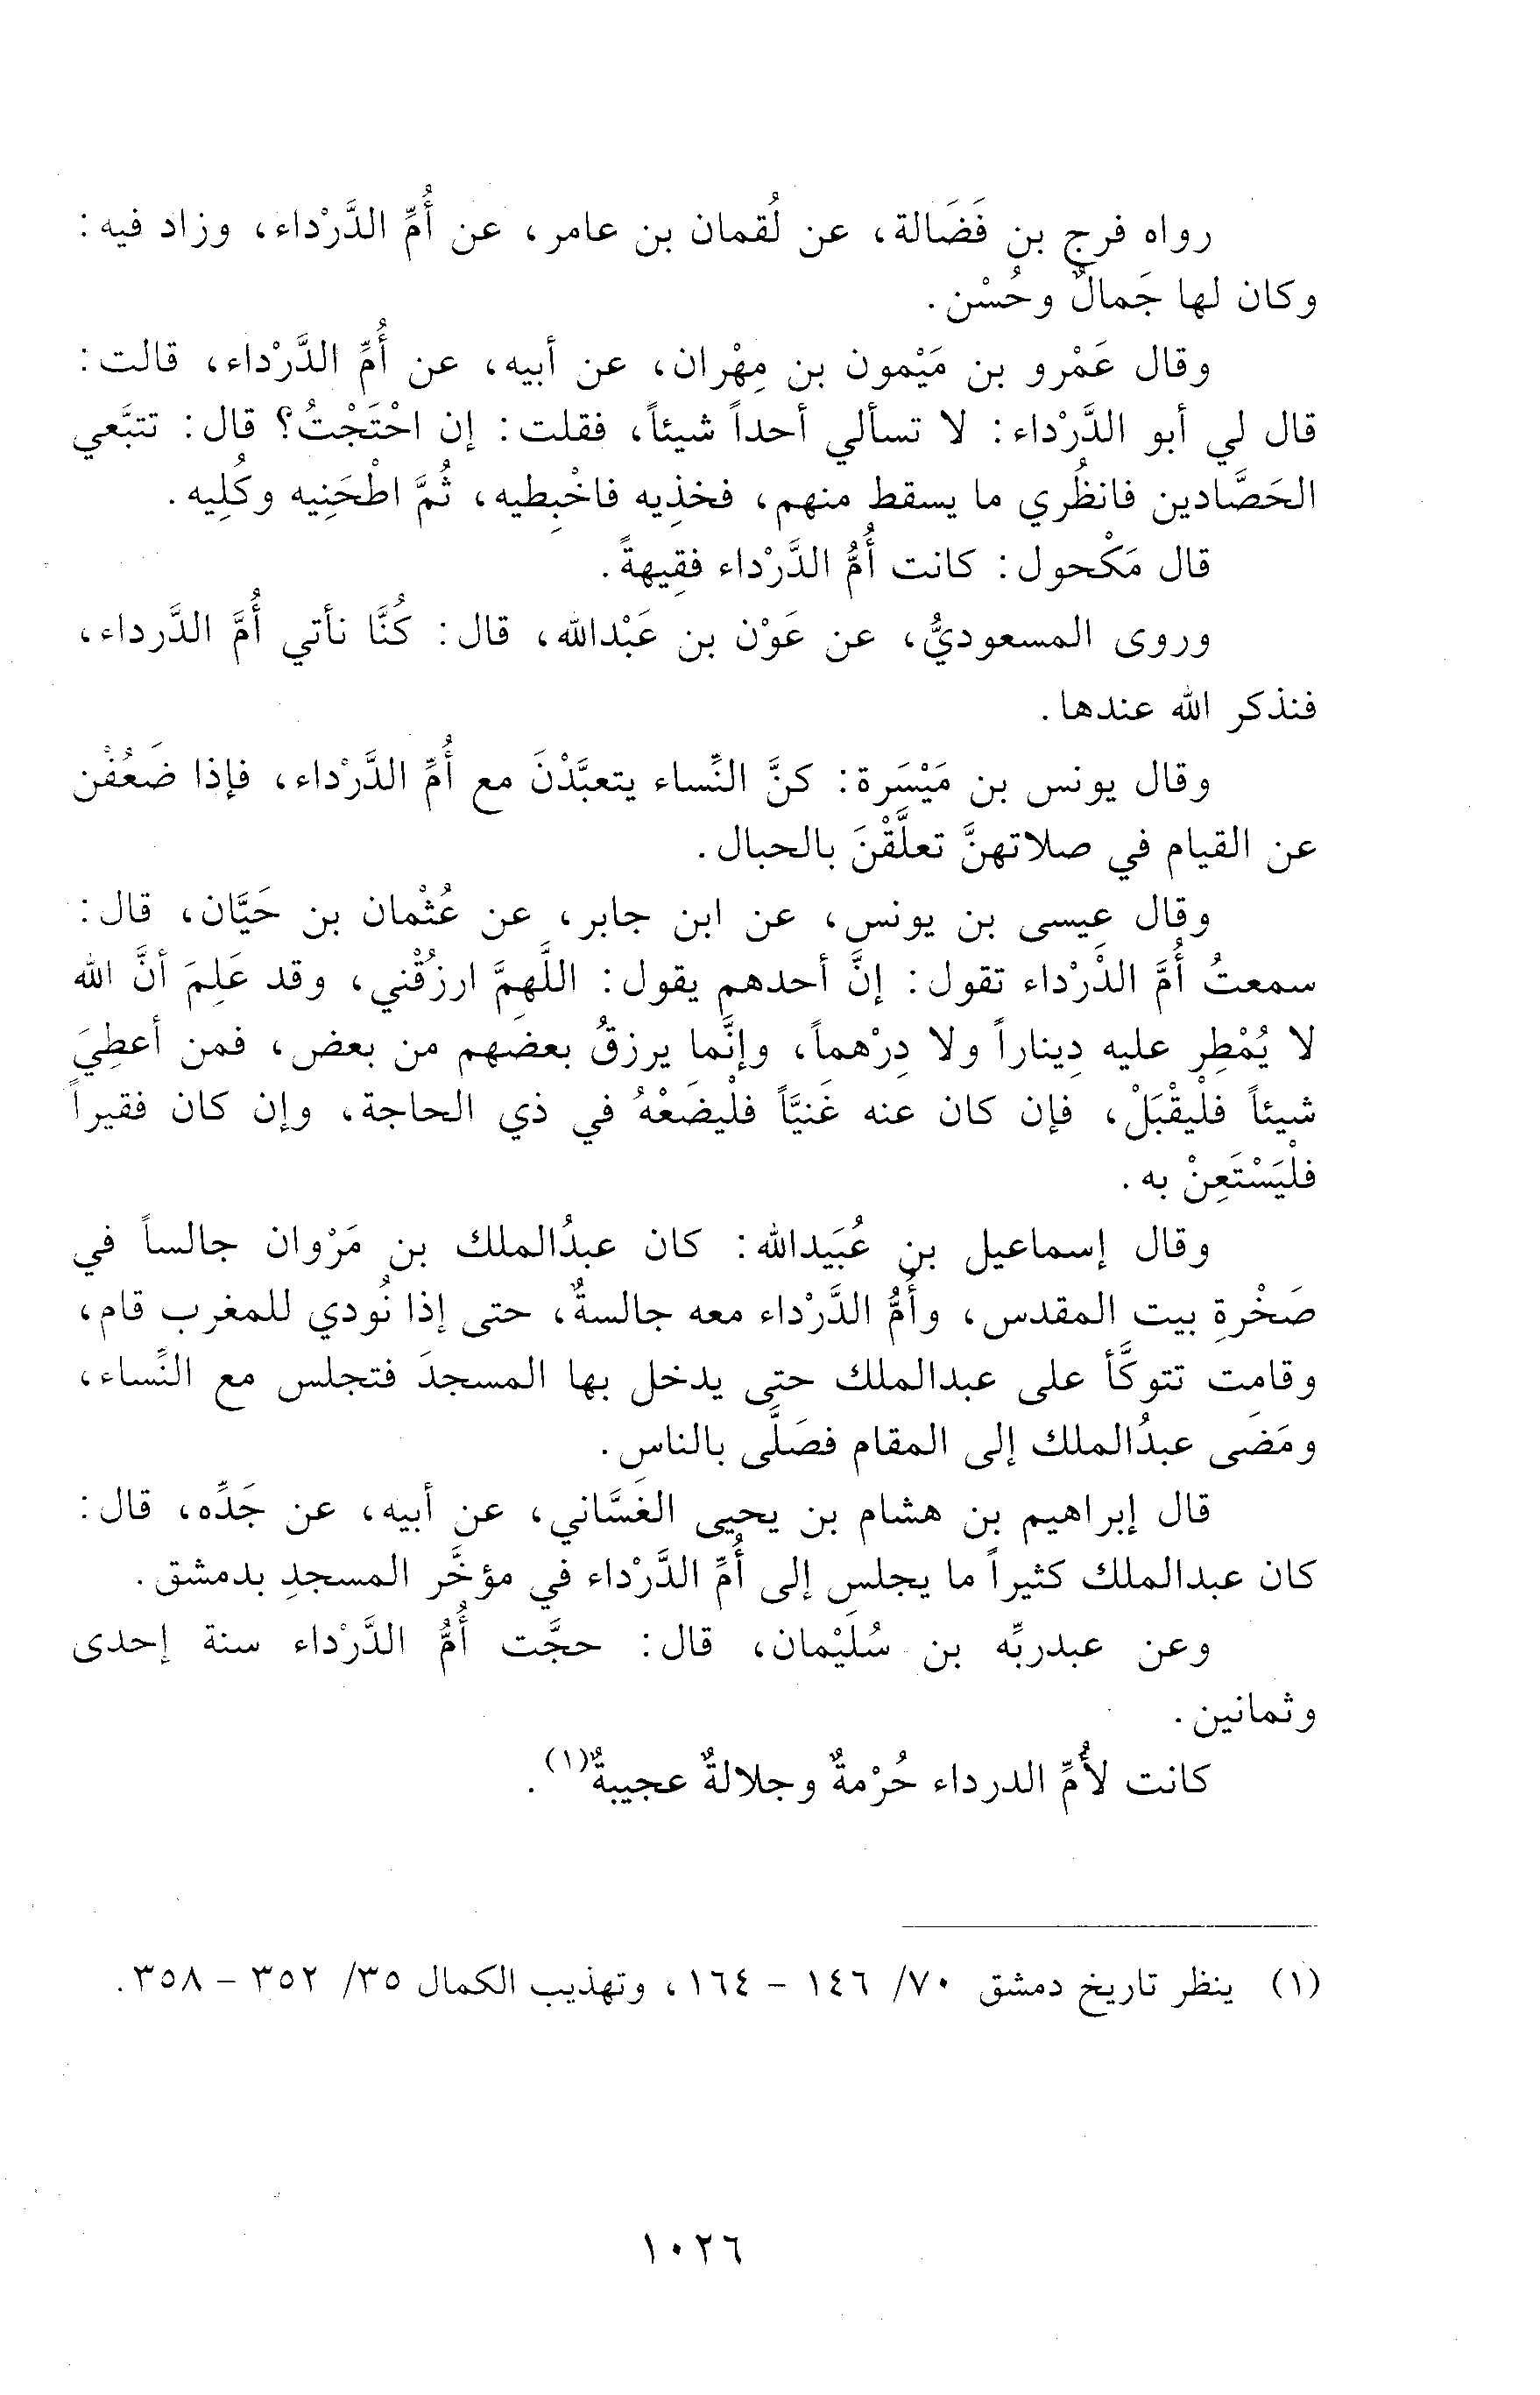 رواه فرج بن فَضَالة، عن لُقمان بن عامر، عن أُمِّ الدَّرْداء، وزاد فيه:
وكان لها جَمالٌ وحُسْن.
وقال عَمْرو بن مَيْمون بن مِهْران، عن أبيه، عن أُمِّ الدَّرْداء، قالت:
قال لي أبو الدَّرْداء: لا تسألي أحداً شيئاً، فقلت: إن احْتَجْتُ؟ قال: تتبَّعي
الحَصَّادين فانظُري ما يسقط منهم، فخذِيه فاخْبِطيه، ثُمَّ اطْحَنِيه وكُلِيه.
قال مَكْحول: كانت أُمُّ الدَّرْداء فقِيهةً.
وروى المسعوديُّ، عن عَوْن بن عَبْدالله، قال: كُنَّا نأتي أُمَّ الدَّرداء،
فنذكر الله عندها.
وقال يونس بن مَيْسَرة: كنَّ النِّساء يتعبَّدْنَ مع أُمِّ الدَّرْداء، فإذا ضَعُفْن
عن القيام في صلاتهنَّ تعلَّقْنَ بالحبال.
وقال عِيسى بن يونس، عن ابن جابر، عن عُثْمان بن حَيَّان، قال:
سمعتُ أُمَّ الدَّرْداء تقول: إنَّ أحدهم يقول: اللَّهمَّ ارزُقْني، وقد عَلِمَ أنَّ الله
لا يُمْطِر عليه دِيناراً ولا دِرْهماً، وإنَّما يرزقُ بعضَهم من بعض، فمن أعطِيَ
شيئاً فلْيقْبَلْ، فإن كان عنه غَنيَّاً فلْيضَعْهُ في ذي الحاجة، وإن كان فقيراً
فلْيَسْتَعِنْ به.
وقال إسماعيل بن عُبَيدالله: كان عبدُالملك بن مَرْوان جالساً في
صَخْرةِ بيت المقدس، وأُمُّ الدَّرْداء معه جالسةٌ، حتى إذا نُودي للمغرب قام،
وقامت تتوكَّأ على عبدالملك حتى يدخل بها المسجدَ فتجلس مع النِّساء،
ومَضَى عبدُالملك إلى المقام فصَلَّى بالناس.
قال إبراهيم بن هشام بن يحيى الغَسَّاني، عن أبيه، عن جَدِّه، قال:
كان عبدالملك كثيراً ما يجلِس إلى أُمِّ الدَّرْداء في مؤخَّر المسجدِ بدمشق.
وعن عبدربِّه بن سُلَيْمان، قال: حجَّت أُمُّ الدَّرْداء سنة إحدى
وثمانين.
كانت لأُمِّ الدرداء حُرْمةٌ وجلالةٌ عجيبةٌ(١).
(١) ينظر تاريخ دمشق ٧٠/ ١٤٦ - ١٦٤، وتهذيب الكمال ٣٥/ ٣٥٢ - ٣٥٨.
١٠٢٦